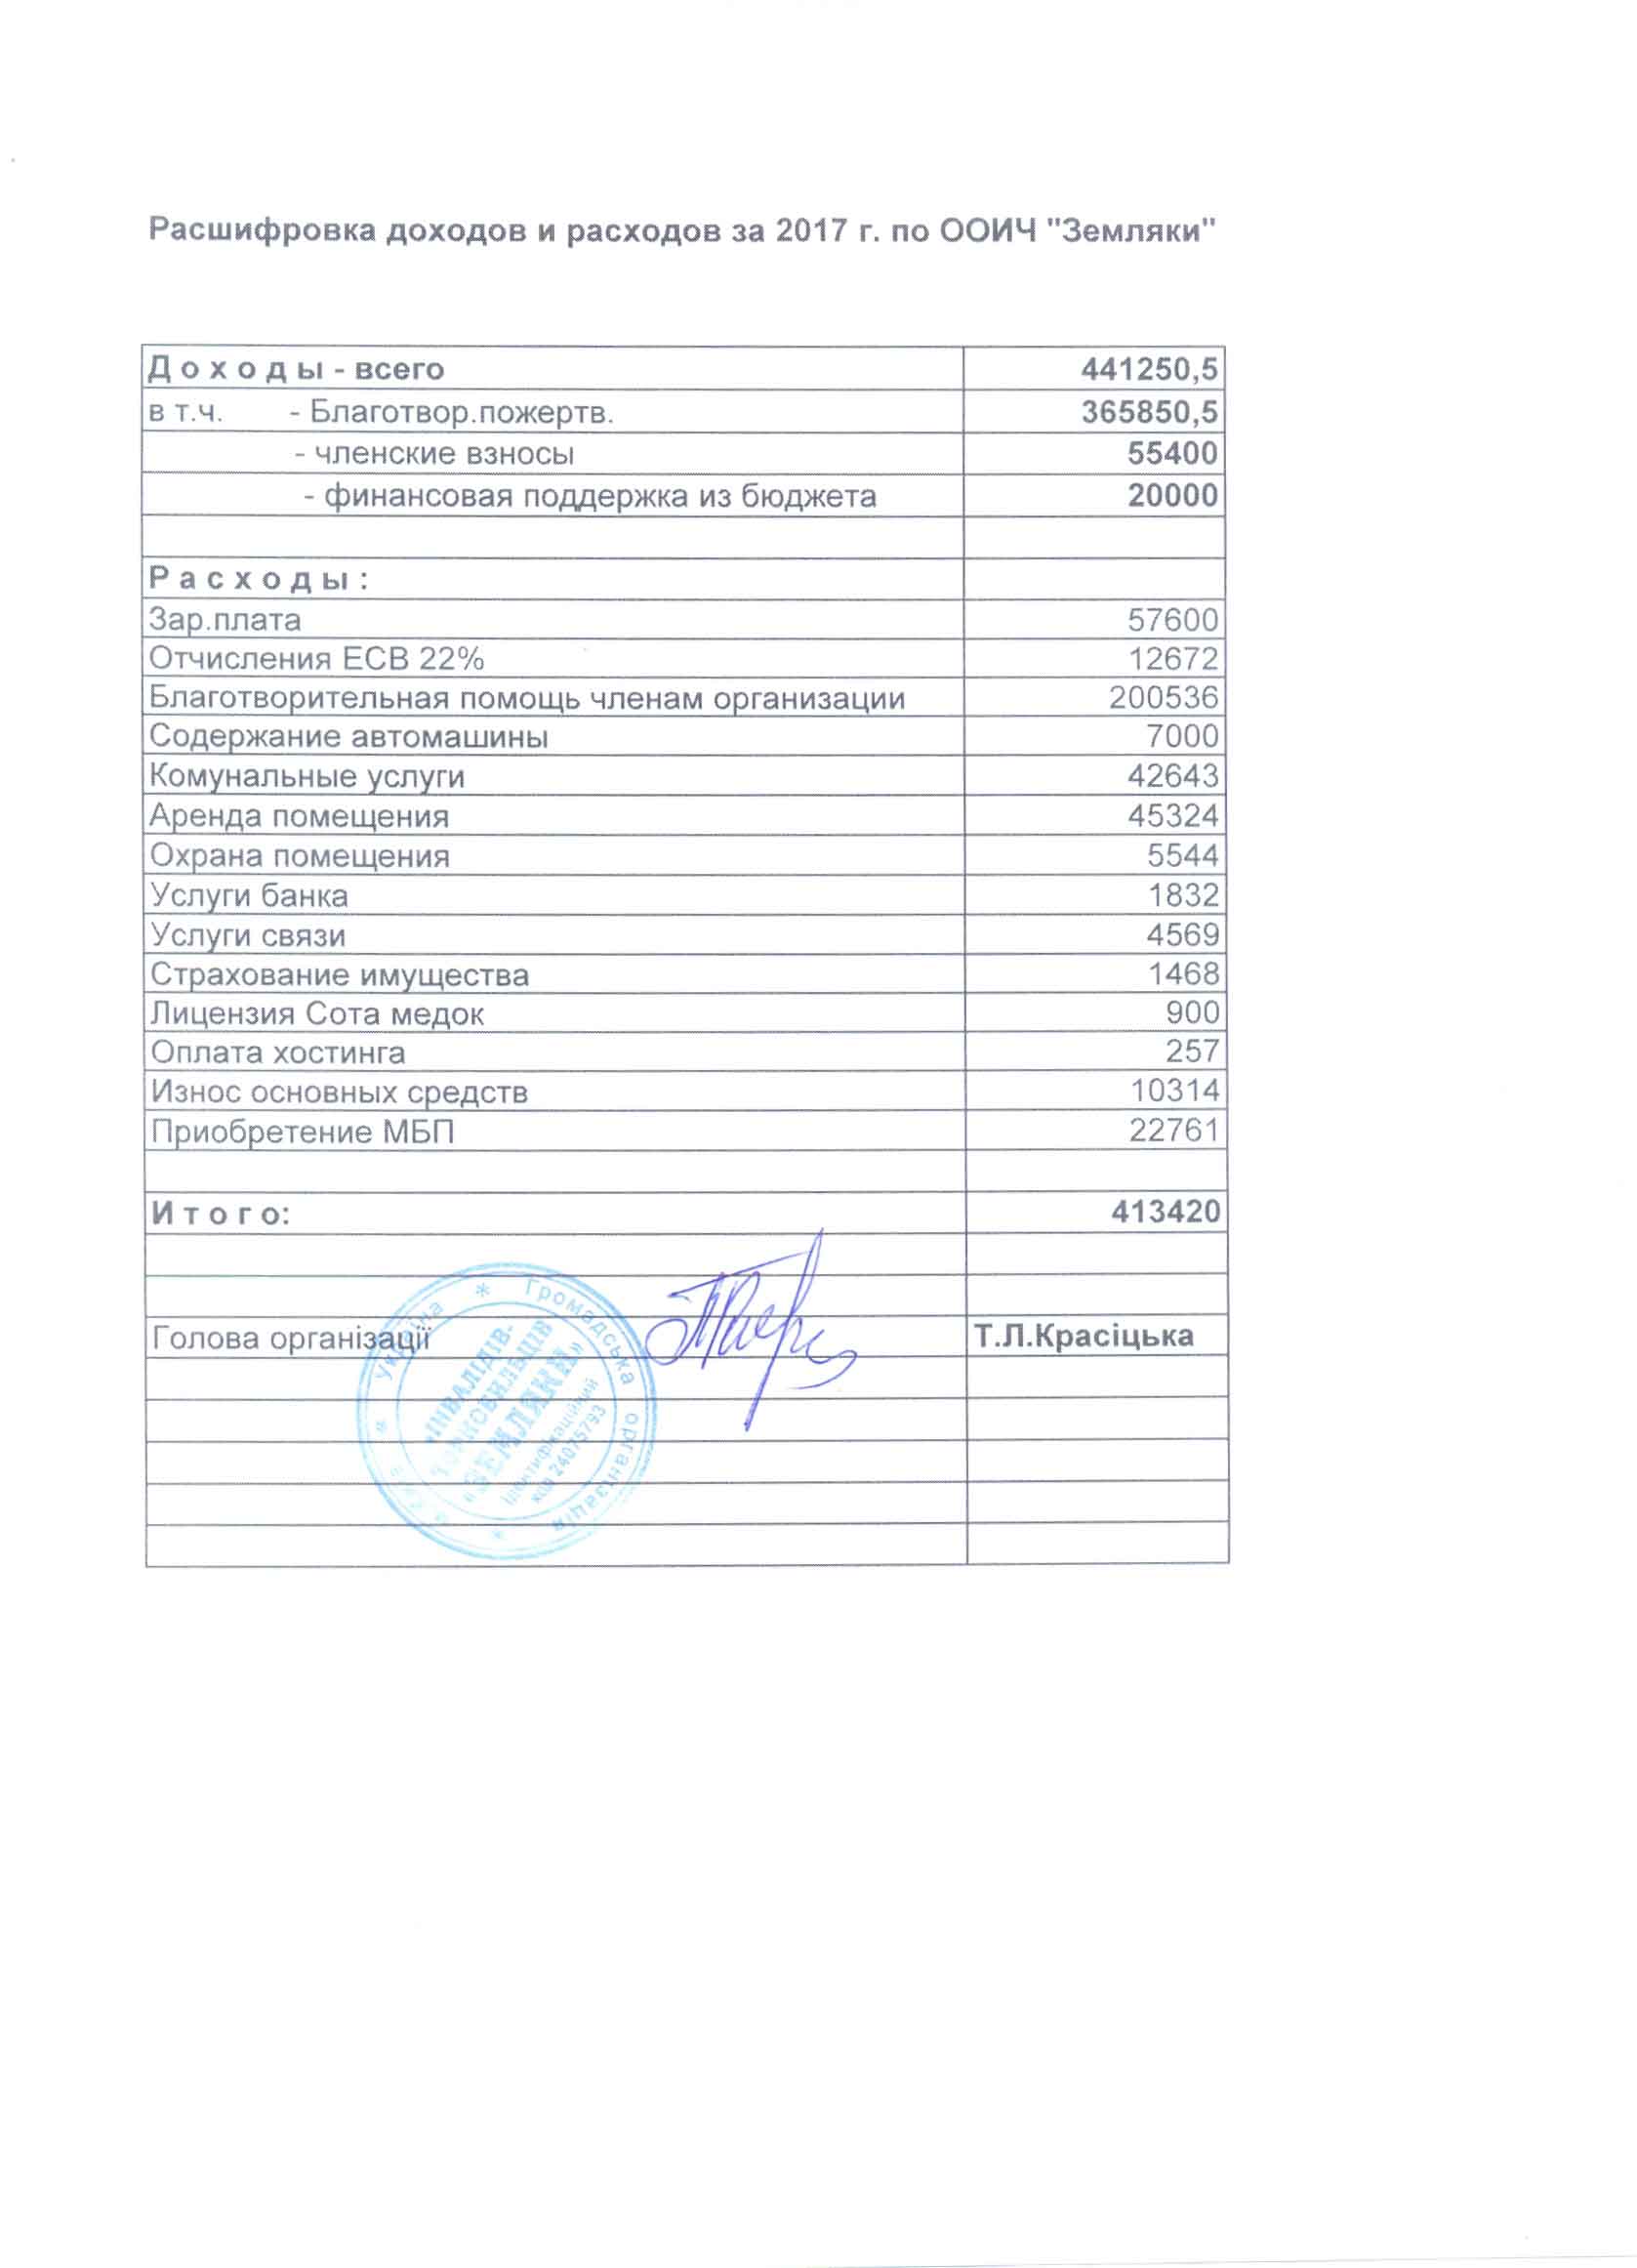 Расшифровка доходов и расходов за 2017 г. по ООИЧ "Земляки"
Д о х о д ы - всего 441250,5
в т.ч. - Благотвор.пожертв. 365850,5
- членские взносы 55400
- финансовая поддержка из бюджета 20000
Р а с х о д ы :
Зар.плата 57600
Отчисления ЕСВ 22% 12672
Благотворительная помощь членам организации 200536
Содержание автомашины 7000
Комунальные услуги 42643
Аренда помещения 45324
Охрана помещения 5544
Услуги банка 1832
Услуги связи 4569
Страхование имущества 1468
Лицензия Сота медок 900
Оплата хостинга 257
Износ основных средств 10314
Приобретение МБП 22761
И т о г о: 413420
Голова організації Т.Л.Красіцька
Україна * Громадська організація
«ІНВАЛІДІВ-
ЧОРНОБИЛЬЦІВ
«ЗЕМЛЯКИ»
Ідентифікаційний
код 24075793